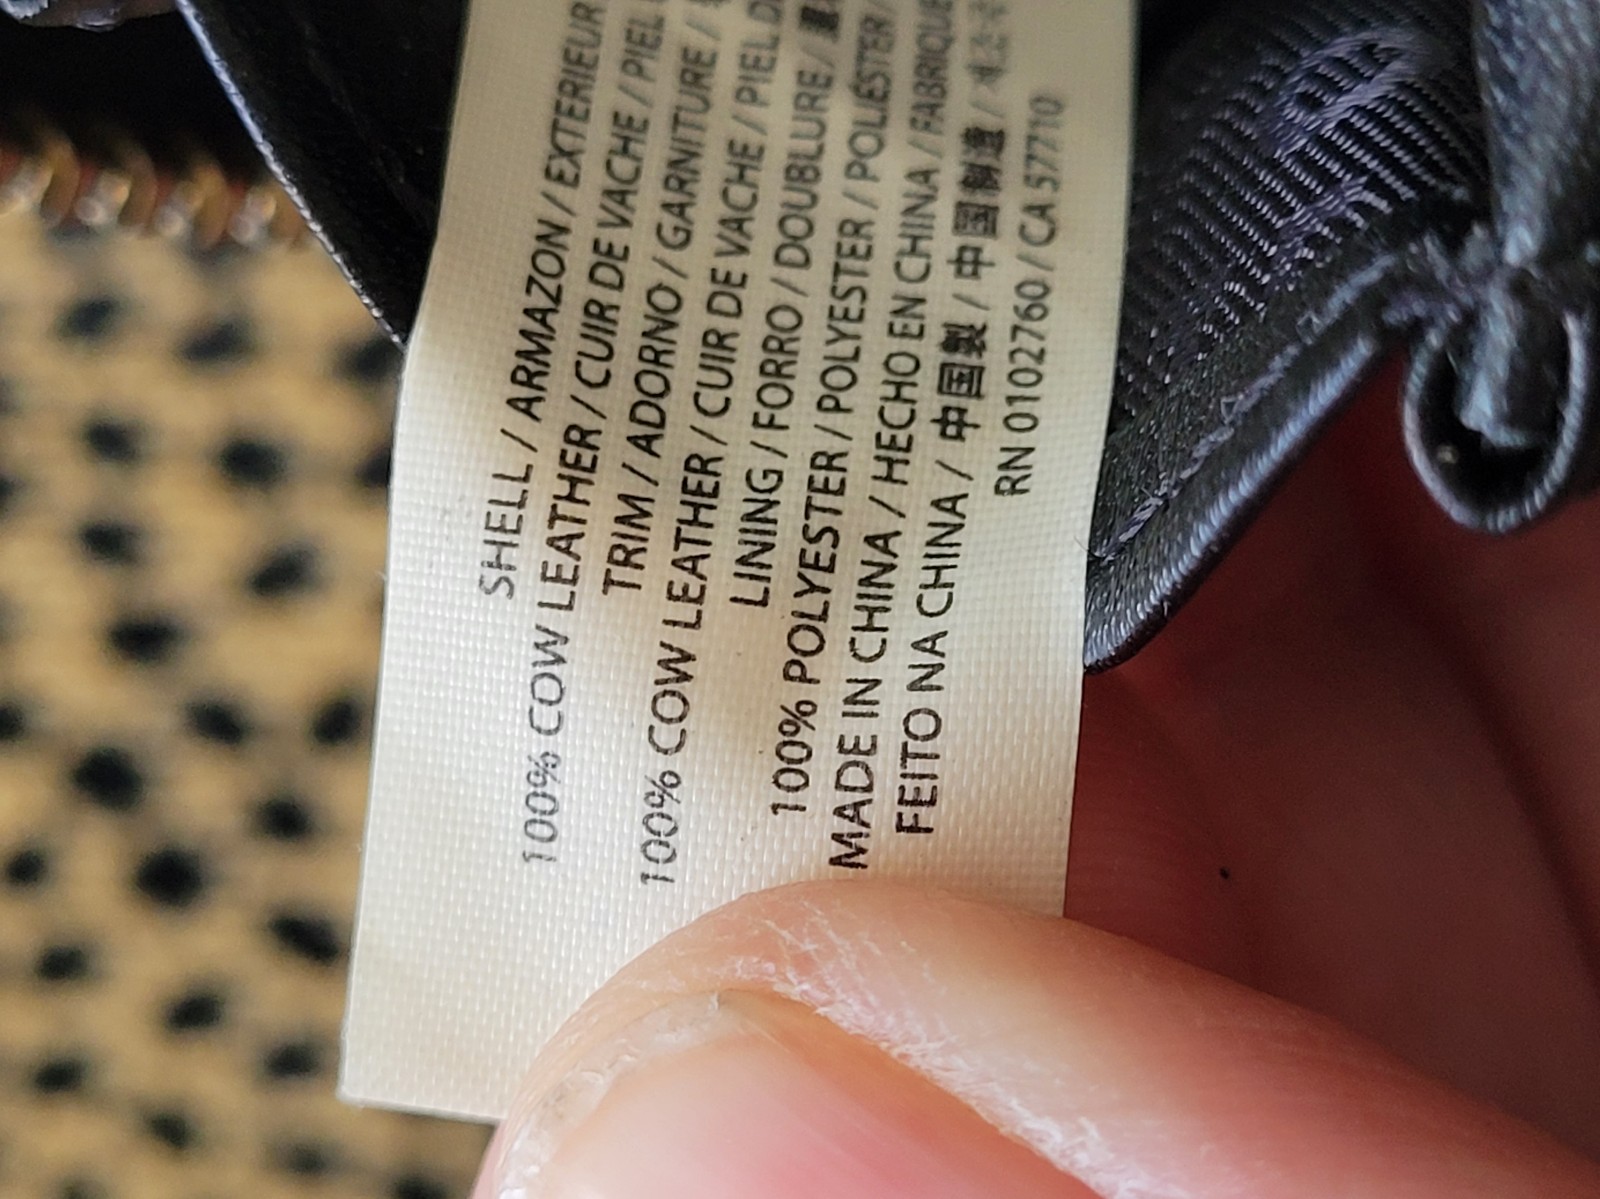 SHELL / ARMAZON / EXTERIEUR
100% COW LEATHER / CUIR DE VACHE / PIEL
TRIM / ADORNO / GARNITURE /
100% COW LEATHER / CUIR DE VACHE / PIEL DE
LINING / FORRO / DOUBLURE /
100% POLYESTER / POLYESTER / POLIÉSTER /
MADE IN CHINA / HECHO EN CHINA / FABRIQUE
FEITO NA CHINA / 中国製 / 中国制造 /
RN 0102760 / CA 57710